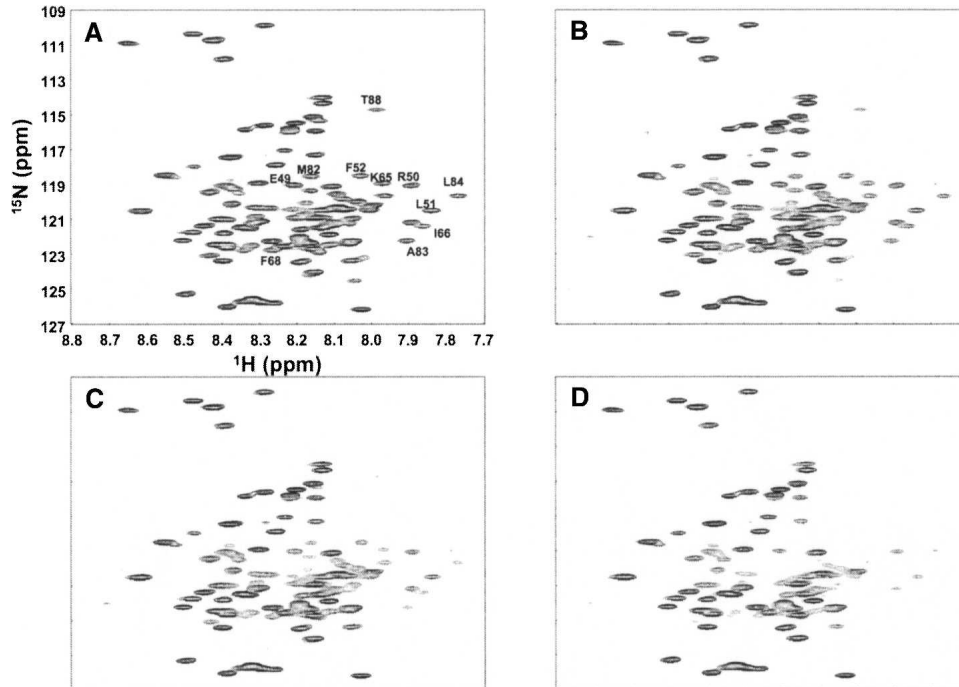 A
B
109
111
113
115
117
119
121
123
125
127
¹⁵N (ppm)
T88
M82
F52
E49
K65
R50
L84
L51
I66
F68
A83
8.8 8.7 8.6 8.5 8.4 8.3 8.2 8.1 8.0 7.9 7.8 7.7
¹H (ppm)
C
D